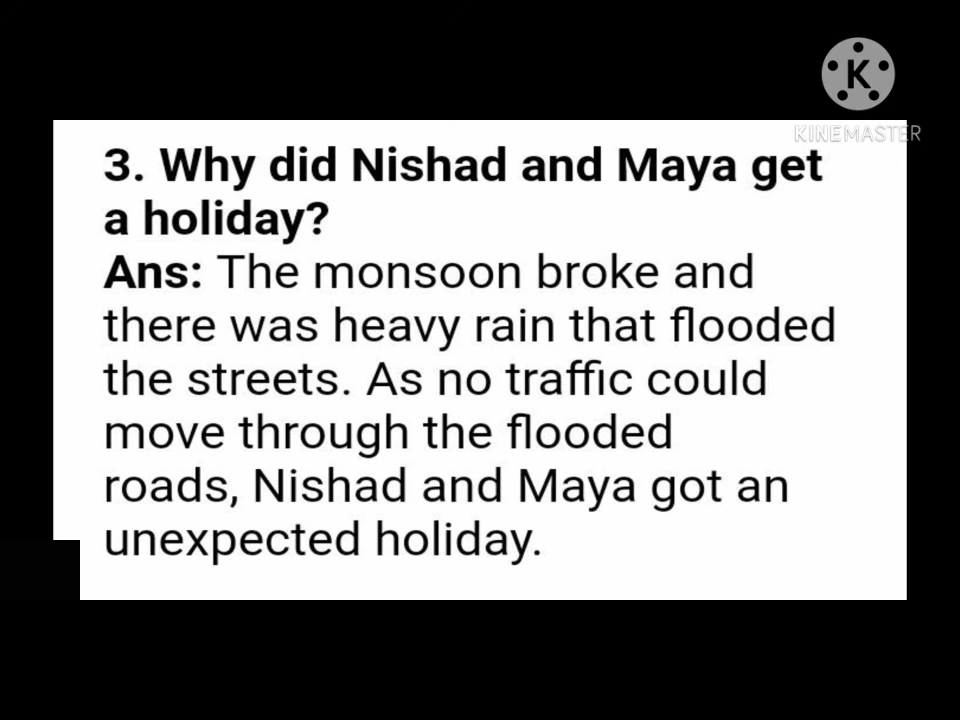 KINEMASTER
3. Why did Nishad and Maya get
a holiday?
Ans: The monsoon broke and
there was heavy rain that flooded
the streets. As no traffic could
move through the flooded
roads, Nishad and Maya got an
unexpected holiday.